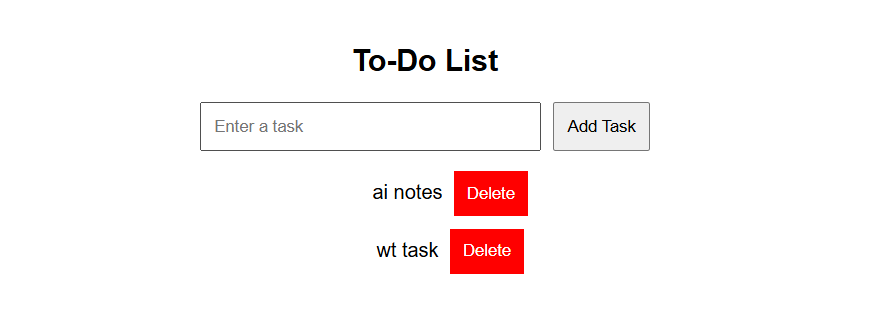 To-Do List
Enter a task Add Task
ai notes Delete
wt task Delete